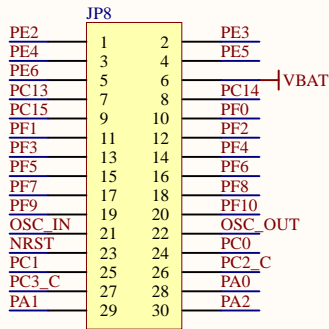 JP8
PE2 1 2 PE3
PE4 3 4 PE5
PE6 5 6 VBAT
PC13 7 8 PC14
PC15 9 10 PF0
PF1 11 12 PF2
PF3 13 14 PF4
PF5 15 16 PF6
PF7 17 18 PF8
PF9 19 20 PF10
OSC_IN 21 22 OSC_OUT
NRST 23 24 PC0
PC1 25 26 PC2_C
PC3_C 27 28 PA0
PA1 29 30 PA2